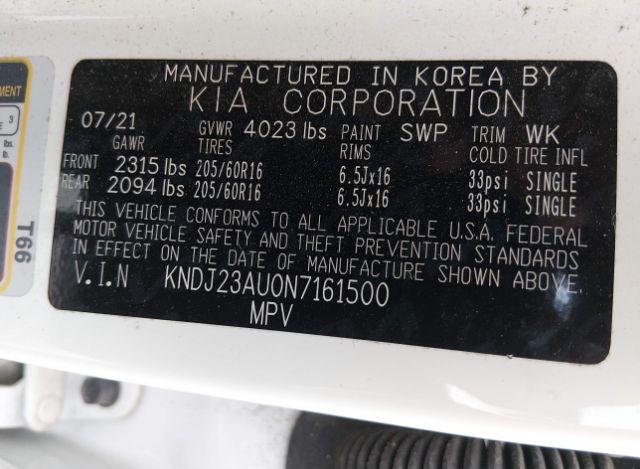 MANUFACTURED IN KOREA BY
KIA CORPORATION
07/21 GVWR 4023 lbs PAINT SWP TRIM WK
GAWR TIRES RIMS COLD TIRE INFL
FRONT 2315 lbs 205/60R16 6.5Jx16 33psi SINGLE
REAR 2094 lbs 205/60R16 6.5Jx16 33psi SINGLE
THIS VEHICLE CONFORMS TO ALL APPLICABLE U.S.A. FEDERAL
MOTOR VEHICLE SAFETY AND THEFT PREVENTION STANDARDS
IN EFFECT ON THE DATE OF MANUFACTURE SHOWN ABOVE.
V.I.N KNDJ23AU0N7161500
MPV
3
lbs.
lb.
T66